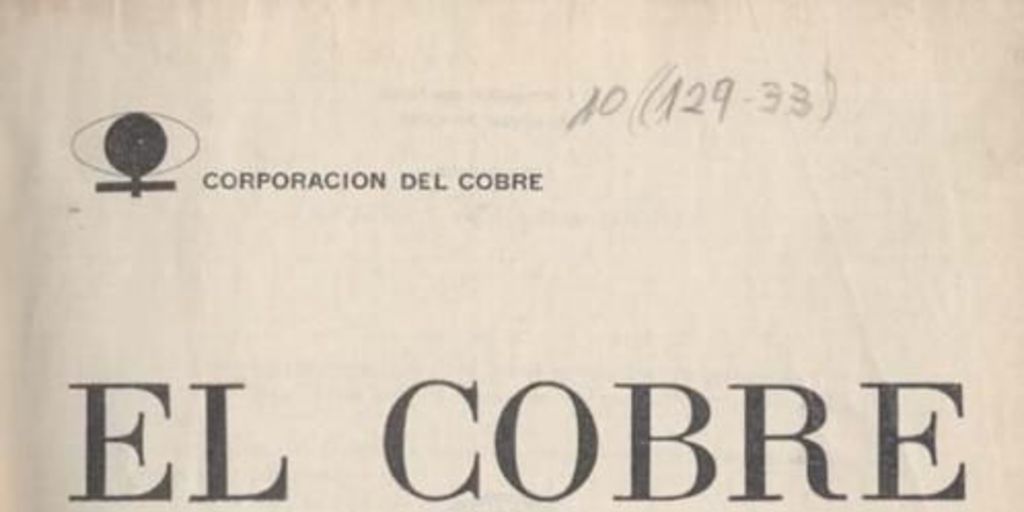 10 (129-33)
CORPORACION DEL COBRE
EL COBRE